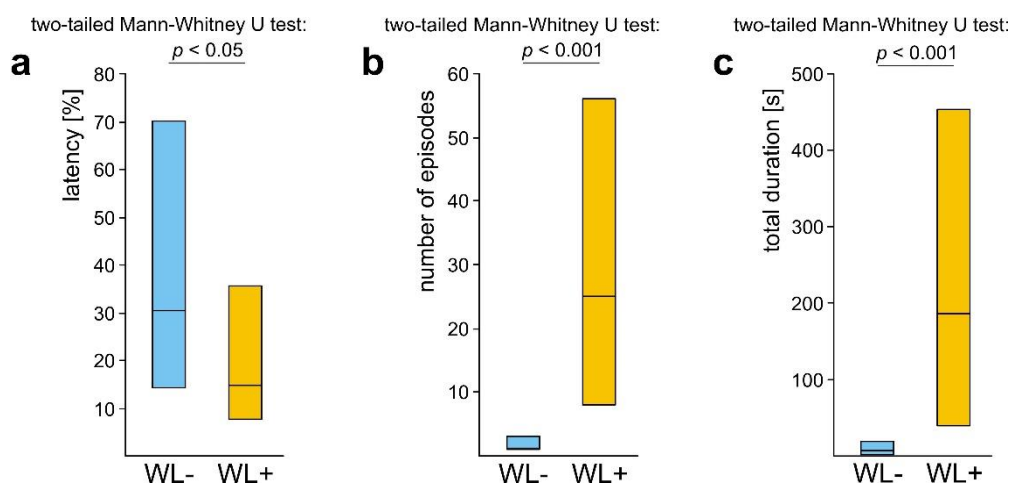 two-tailed Mann-Whitney U test:
p < 0.05
a
latency [%]
80
70
60
50
40
30
20
10
WL-
WL+
two-tailed Mann-Whitney U test:
p < 0.001
b
number of episodes
60
50
40
30
20
10
WL-
WL+
two-tailed Mann-Whitney U test:
p < 0.001
c
total duration [s]
500
400
300
200
100
WL-
WL+